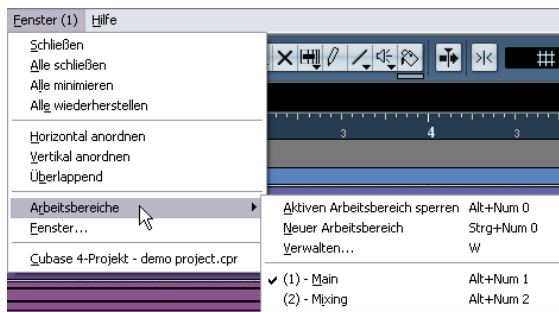 Fenster (1) Hilfe
Schließen
Alle schließen
Alle minimieren
Alle wiederherstellen
3 4 3
Horizontal anordnen
Vertikal anordnen
Überlappend
Arbeitsbereiche
Fenster...
Cubase 4-Projekt - demo project.cpr
Aktiven Arbeitsbereich sperren Alt+Num 0
Neuer Arbeitsbereich Strg+Num 0
Verwalten... W
(1) - Main Alt+Num 1
(2) - Mixing Alt+Num 2